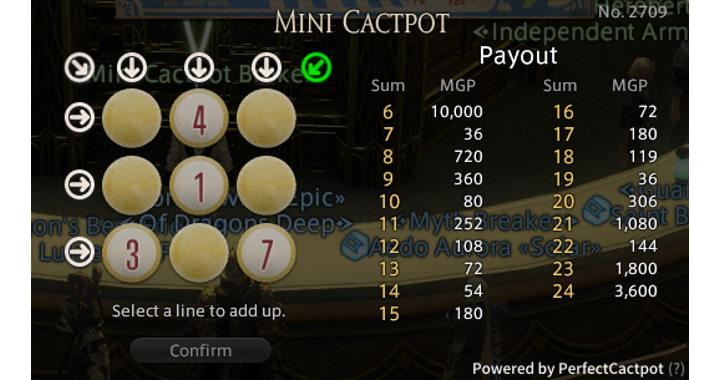 No. 2709
MINI CACTPOT
«Independent Arm
Payout
Sum MGP Sum MGP
4
6 10,000 16 72
7 36 17 180
8 720 18 119
1
9 360 19 36
10 80 20 306
11 252 21 1,080
3 7
12 108 22 144
13 72 23 1,800
14 54 24 3,600
15 180
Select a line to add up.
Confirm
Powered by PerfectCactpot (?)